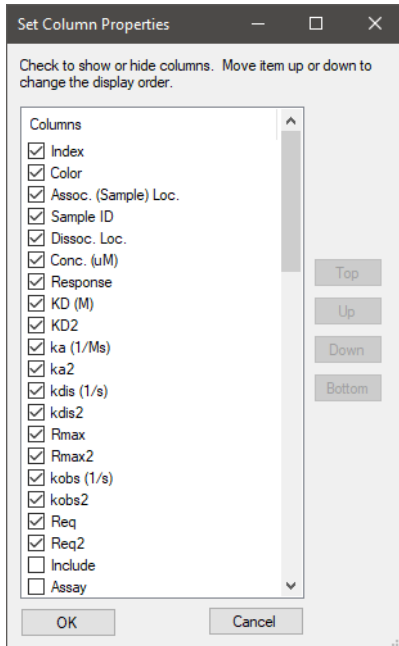 Set Column Properties
Check to show or hide columns.  Move item up or down to
change the display order.
Columns
Index
Color
Assoc. (Sample) Loc.
Sample ID
Dissoc. Loc.
Conc. (uM)
Response
KD (M)
KD2
ka (1/Ms)
ka2
kdis (1/s)
kdis2
Rmax
Rmax2
kobs (1/s)
kobs2
Req
Req2
Include
Assay
Top
Up
Down
Bottom
OK
Cancel